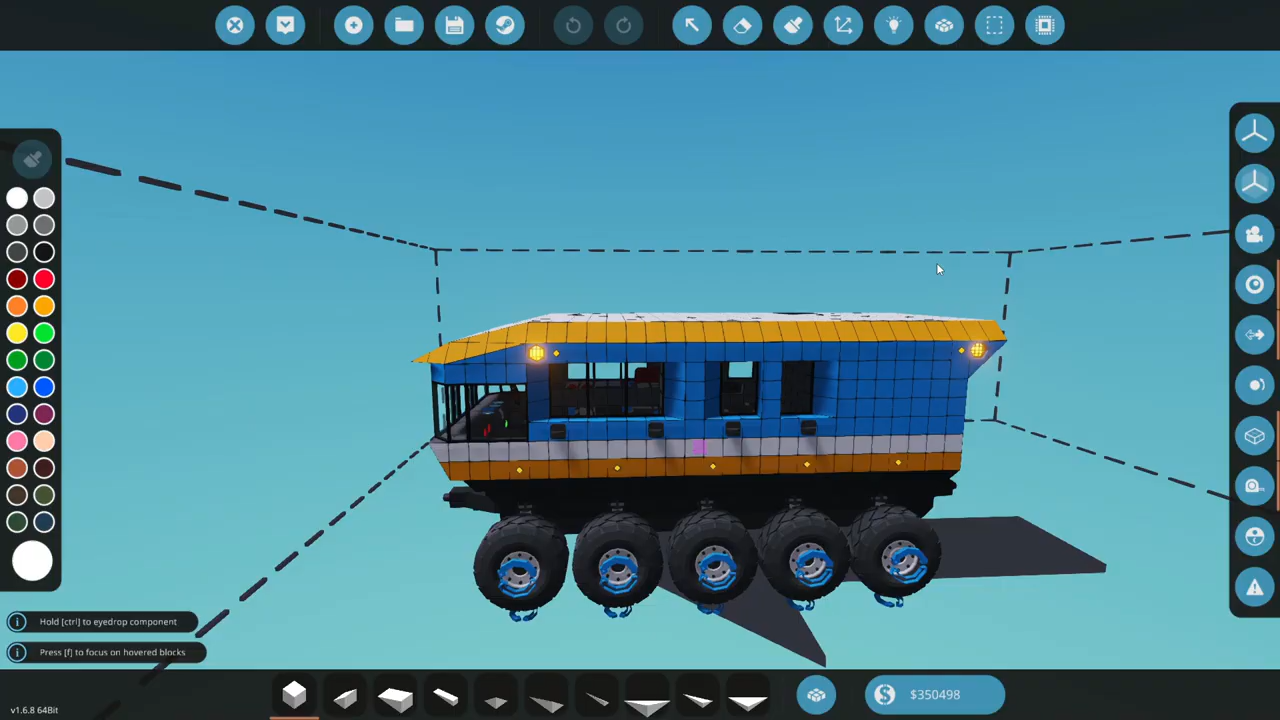 Hold [ctrl] to eyedrop component
Press [f] to focus on hovered blocks
v1.6.8 64Bit
$350498